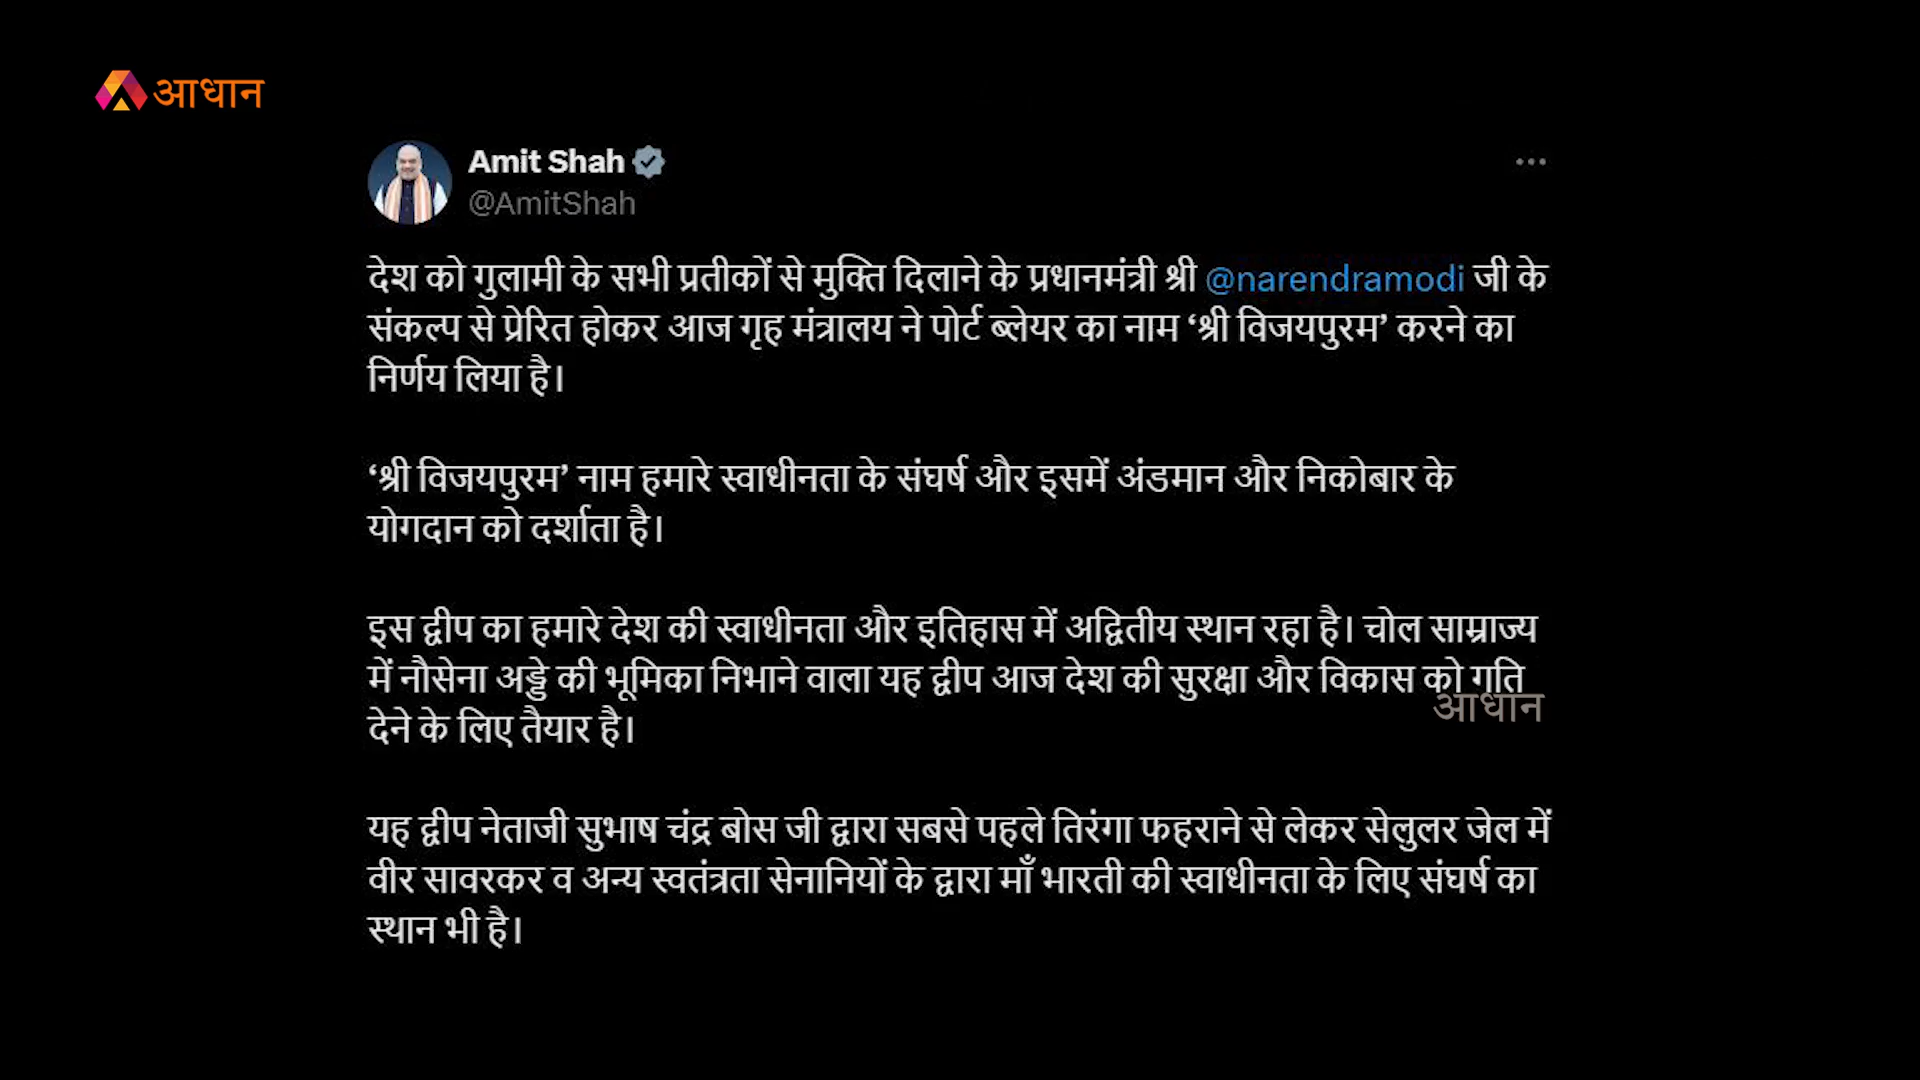 आधान
Amit Shah
@AmitShah
देश को गुलामी के सभी प्रतीकों से मुक्ति दिलाने के प्रधानमंत्री श्री @narendramodi जी के
संकल्प से प्रेरित होकर आज गृह मंत्रालय ने पोर्ट ब्लेयर का नाम ‘श्री विजयपुरम’ करने का
निर्णय लिया है।
‘श्री विजयपुरम’ नाम हमारे स्वाधीनता के संघर्ष और इसमें अंडमान और निकोबार के
योगदान को दर्शाता है।
इस द्वीप का हमारे देश की स्वाधीनता और इतिहास में अद्वितीय स्थान रहा है। चोल साम्राज्य
में नौसेना अड्डे की भूमिका निभाने वाला यह द्वीप आज देश की सुरक्षा और विकास को गति
आधान
देने के लिए तैयार है।
यह द्वीप नेताजी सुभाष चंद्र बोस जी द्वारा सबसे पहले तिरंगा फहराने से लेकर सेलुलर जेल में
वीर सावरकर व अन्य स्वतंत्रता सेनानियों के द्वारा माँ भारती की स्वाधीनता के लिए संघर्ष का
स्थान भी है।